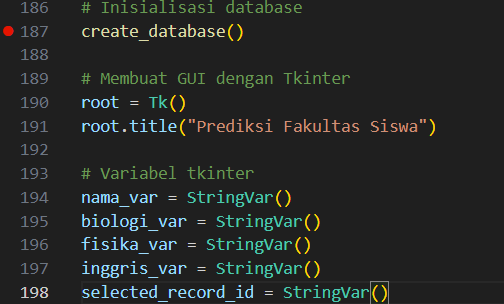 186 # Inisialisasi database
187 create_database()
188
189 # Membuat GUI dengan Tkinter
190 root = Tk()
191 root.title("Prediksi Fakultas Siswa")
192
193 # Variabel tkinter
194 nama_var = StringVar()
195 biologi_var = StringVar()
196 fisika_var = StringVar()
197 inggris_var = StringVar()
198 selected_record_id = StringVar()